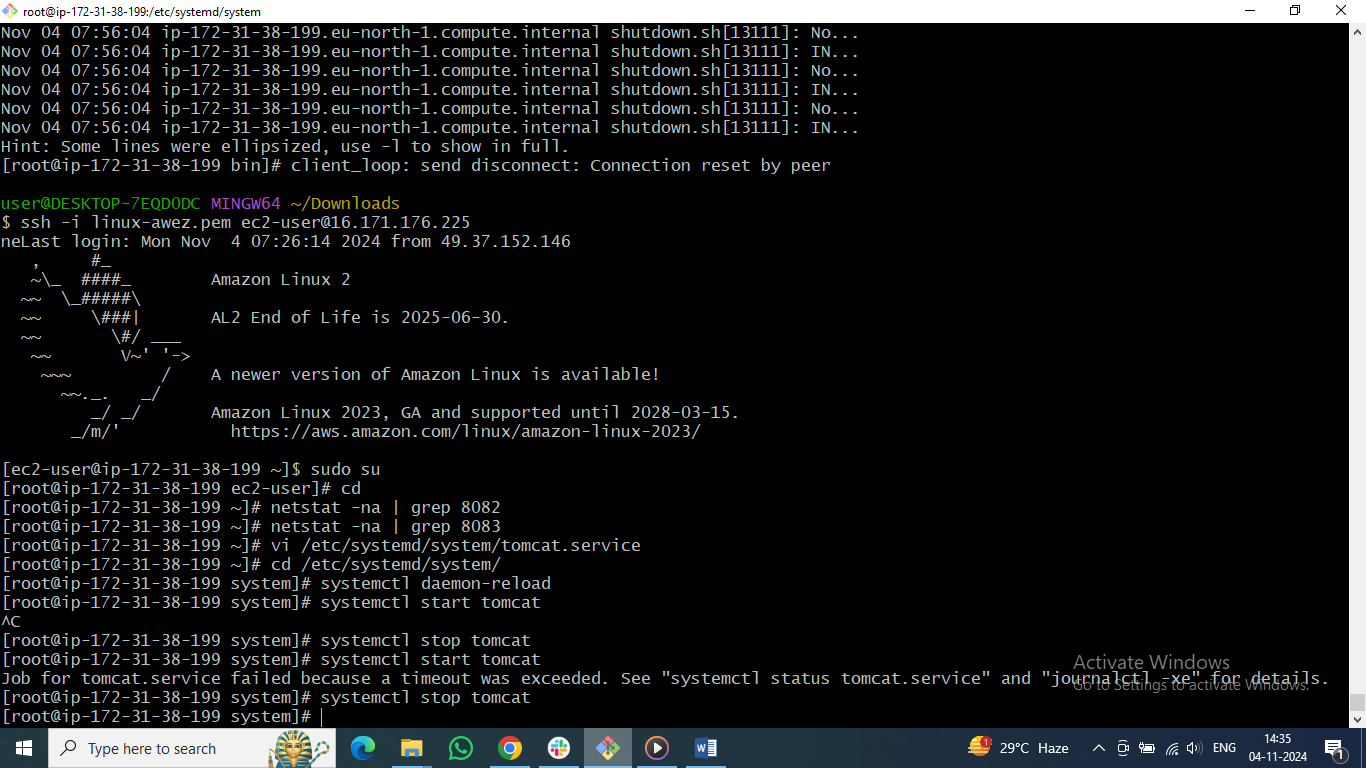 root@ip-172-31-38-199:/etc/systemd/system
Nov 04 07:56:04 ip-172-31-38-199.eu-north-1.compute.internal shutdown.sh[13111]: No...
Nov 04 07:56:04 ip-172-31-38-199.eu-north-1.compute.internal shutdown.sh[13111]: IN...
Nov 04 07:56:04 ip-172-31-38-199.eu-north-1.compute.internal shutdown.sh[13111]: No...
Nov 04 07:56:04 ip-172-31-38-199.eu-north-1.compute.internal shutdown.sh[13111]: IN...
Nov 04 07:56:04 ip-172-31-38-199.eu-north-1.compute.internal shutdown.sh[13111]: No...
Nov 04 07:56:04 ip-172-31-38-199.eu-north-1.compute.internal shutdown.sh[13111]: IN...
Hint: Some lines were ellipsized, use -l to show in full.
[root@ip-172-31-38-199 bin]# client_loop: send disconnect: Connection reset by peer
user@DESKTOP-7EQD0DC MINGW64 ~/Downloads
$ ssh -i linux-awez.pem ec2-user@16.171.176.225
neLast login: Mon Nov  4 07:26:14 2024 from 49.37.152.146
   ,     #_
   ~\_  ####_        Amazon Linux 2
  ~~  \_#####\
  ~~     \###|       AL2 End of Life is 2025-06-30.
  ~~       \#/ ___
   ~~       V~' '->
    ~~~         /    A newer version of Amazon Linux is available!
      ~~._.   _/
         _/ _/       Amazon Linux 2023, GA and supported until 2028-03-15.
       _/m/'           https://aws.amazon.com/linux/amazon-linux-2023/
[ec2-user@ip-172-31-38-199 ~]$ sudo su
[root@ip-172-31-38-199 ec2-user]# cd
[root@ip-172-31-38-199 ~]# netstat -na | grep 8082
[root@ip-172-31-38-199 ~]# netstat -na | grep 8083
[root@ip-172-31-38-199 ~]# vi /etc/systemd/system/tomcat.service
[root@ip-172-31-38-199 ~]# cd /etc/systemd/system/
[root@ip-172-31-38-199 system]# systemctl daemon-reload
[root@ip-172-31-38-199 system]# systemctl start tomcat
^C
[root@ip-172-31-38-199 system]# systemctl stop tomcat
[root@ip-172-31-38-199 system]# systemctl start tomcat
Job for tomcat.service failed because a timeout was exceeded. See "systemctl status tomcat.service" and "journalctl -xe" for details.
[root@ip-172-31-38-199 system]# systemctl stop tomcat
[root@ip-172-31-38-199 system]#
Activate Windows
Go to Settings to activate Windows.
Type here to search
1
29°C Haze
ENG
14:35
04-11-2024
1